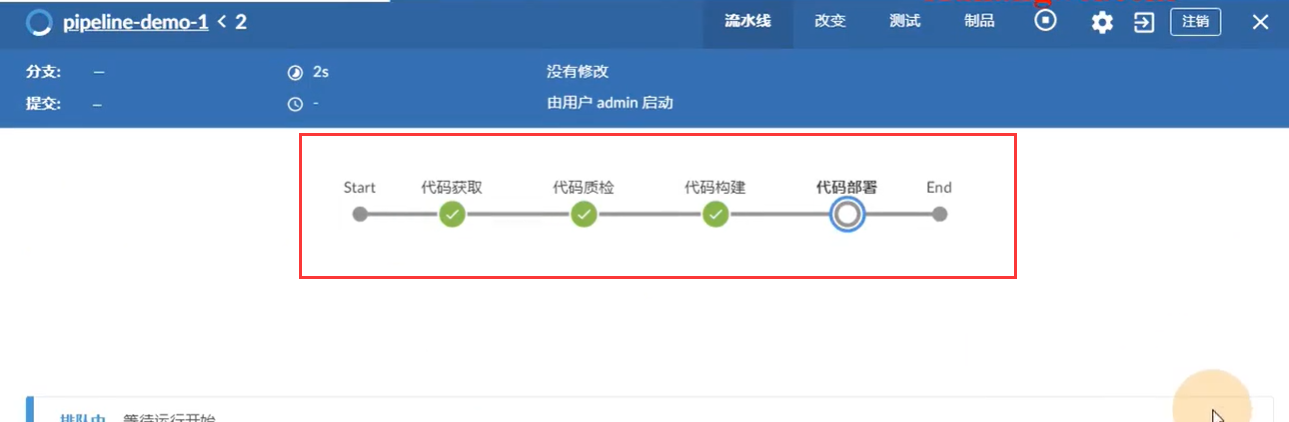 pipeline-demo-1 < 2
流水线 改变 测试 制品 注销
分支: — 2s 没有修改
提交: — - 由用户 admin 启动
Start 代码获取 代码质检 代码构建 代码部署 End
排队中 等待运行开始